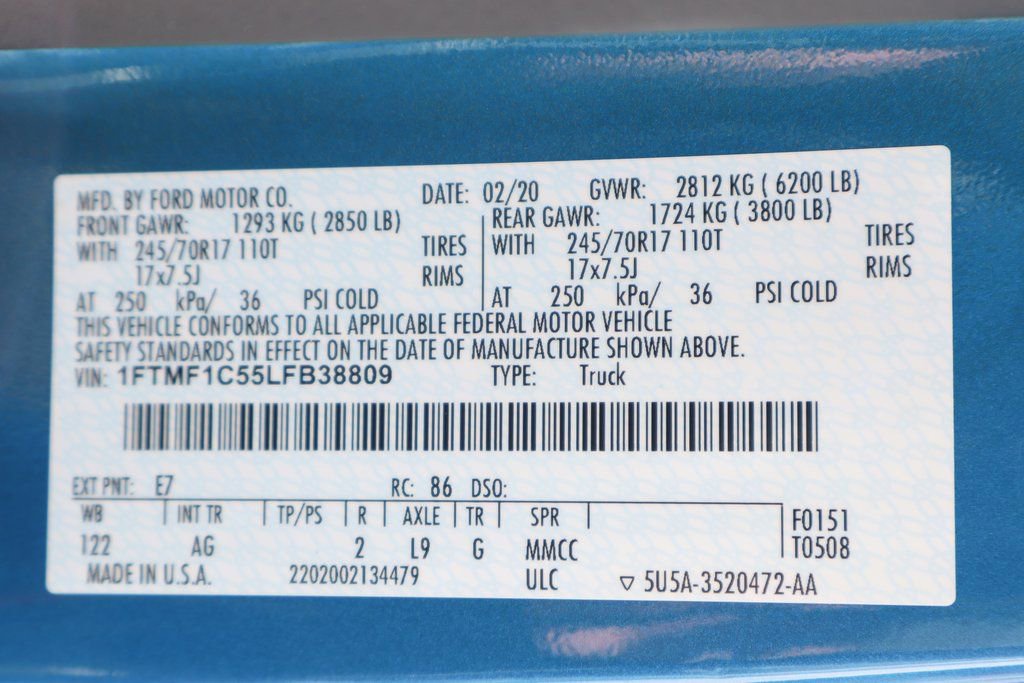 MFD. BY FORD MOTOR CO. DATE: 02/20 GVWR: 2812 KG ( 6200 LB)
FRONT GAWR: 1293 KG ( 2850 LB) REAR GAWR: 1724 KG ( 3800 LB)
WITH 245/70R17 110T TIRES WITH 245/70R17 110T TIRES
17x7.5J RIMS 17x7.5J RIMS
AT 250 kPa/ 36 PSI COLD AT 250 kPa/ 36 PSI COLD
THIS VEHICLE CONFORMS TO ALL APPLICABLE FEDERAL MOTOR VEHICLE
SAFETY STANDARDS IN EFFECT ON THE DATE OF MANUFACTURE SHOWN ABOVE.
VIN: 1FTMF1C55LFB38809 TYPE: Truck
EXT PNT: E7 RC: 86 DSO:
WB INT TR TP/PS R AXLE TR SPR F0151
122 AG 2 L9 G MMCC T0508
MADE IN U.S.A. 2202002134479 ULC ▽ 5U5A-3520472-AA